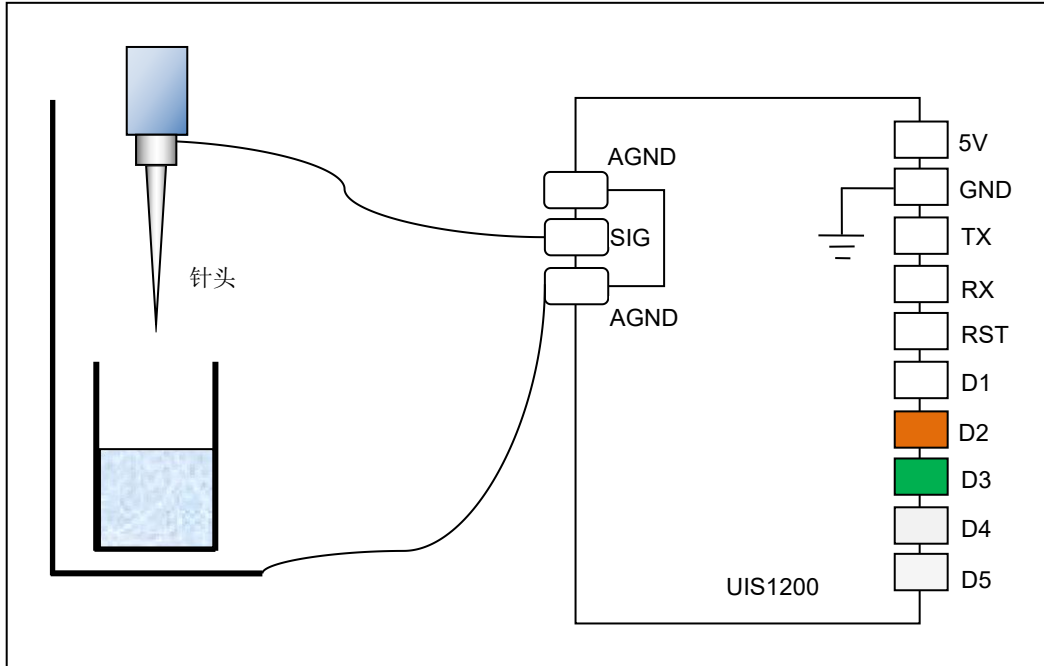 针头
AGND
SIG
AGND
UIS1200
5V
GND
TX
RX
RST
D1
D2
D3
D4
D5